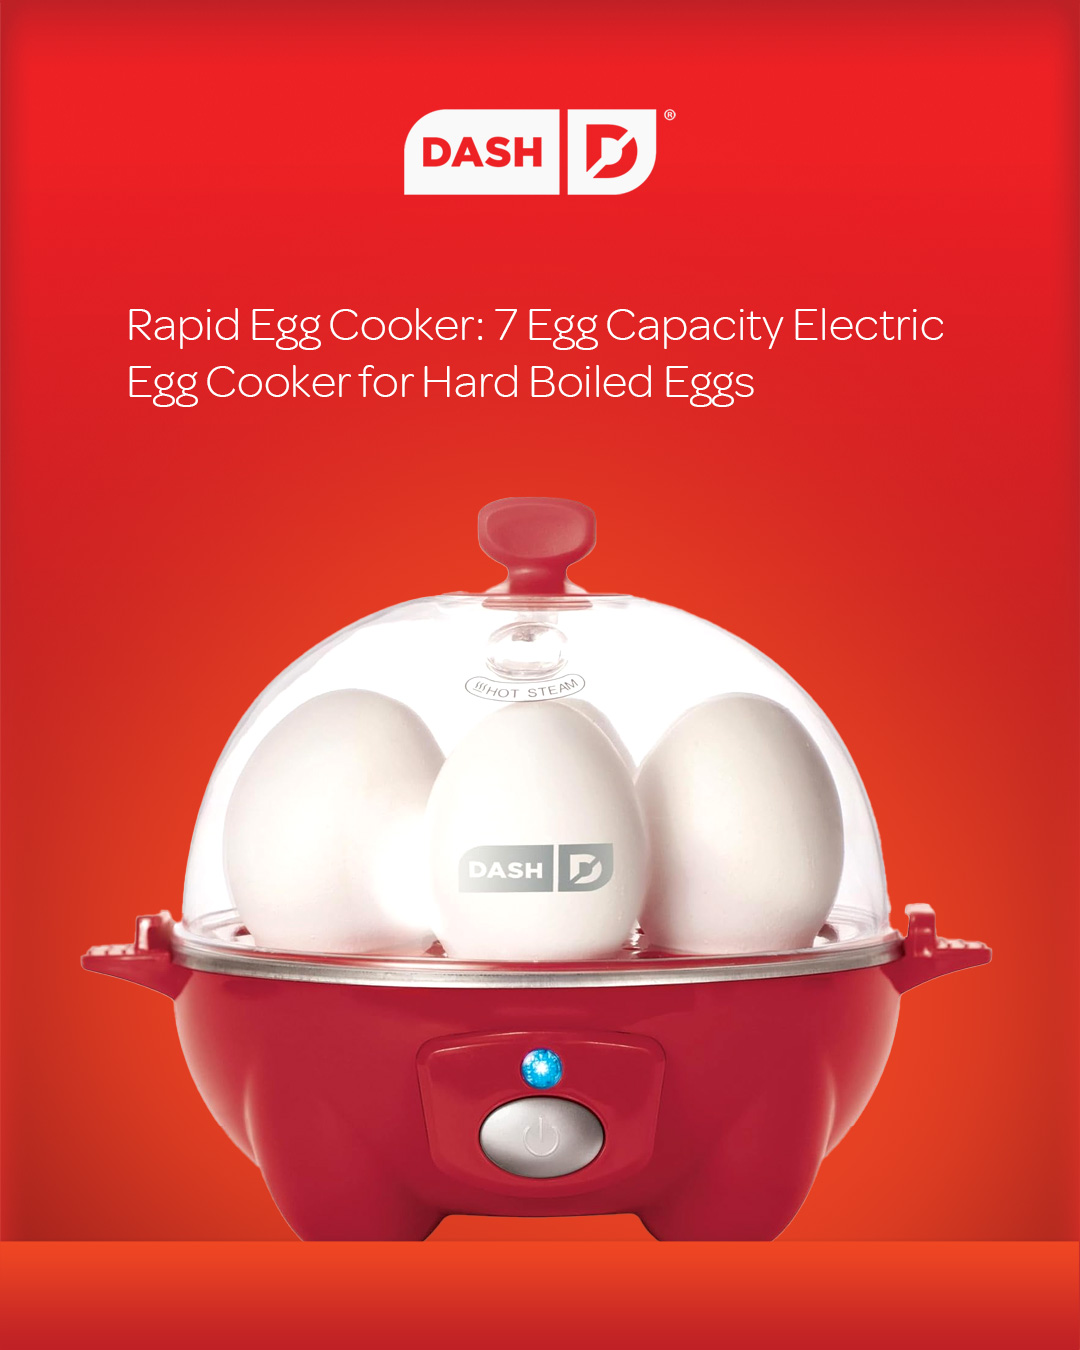 DASH D®
Rapid Egg Cooker: 7 Egg Capacity Electric
Egg Cooker for Hard Boiled Eggs
HOT STEAM
DASH D